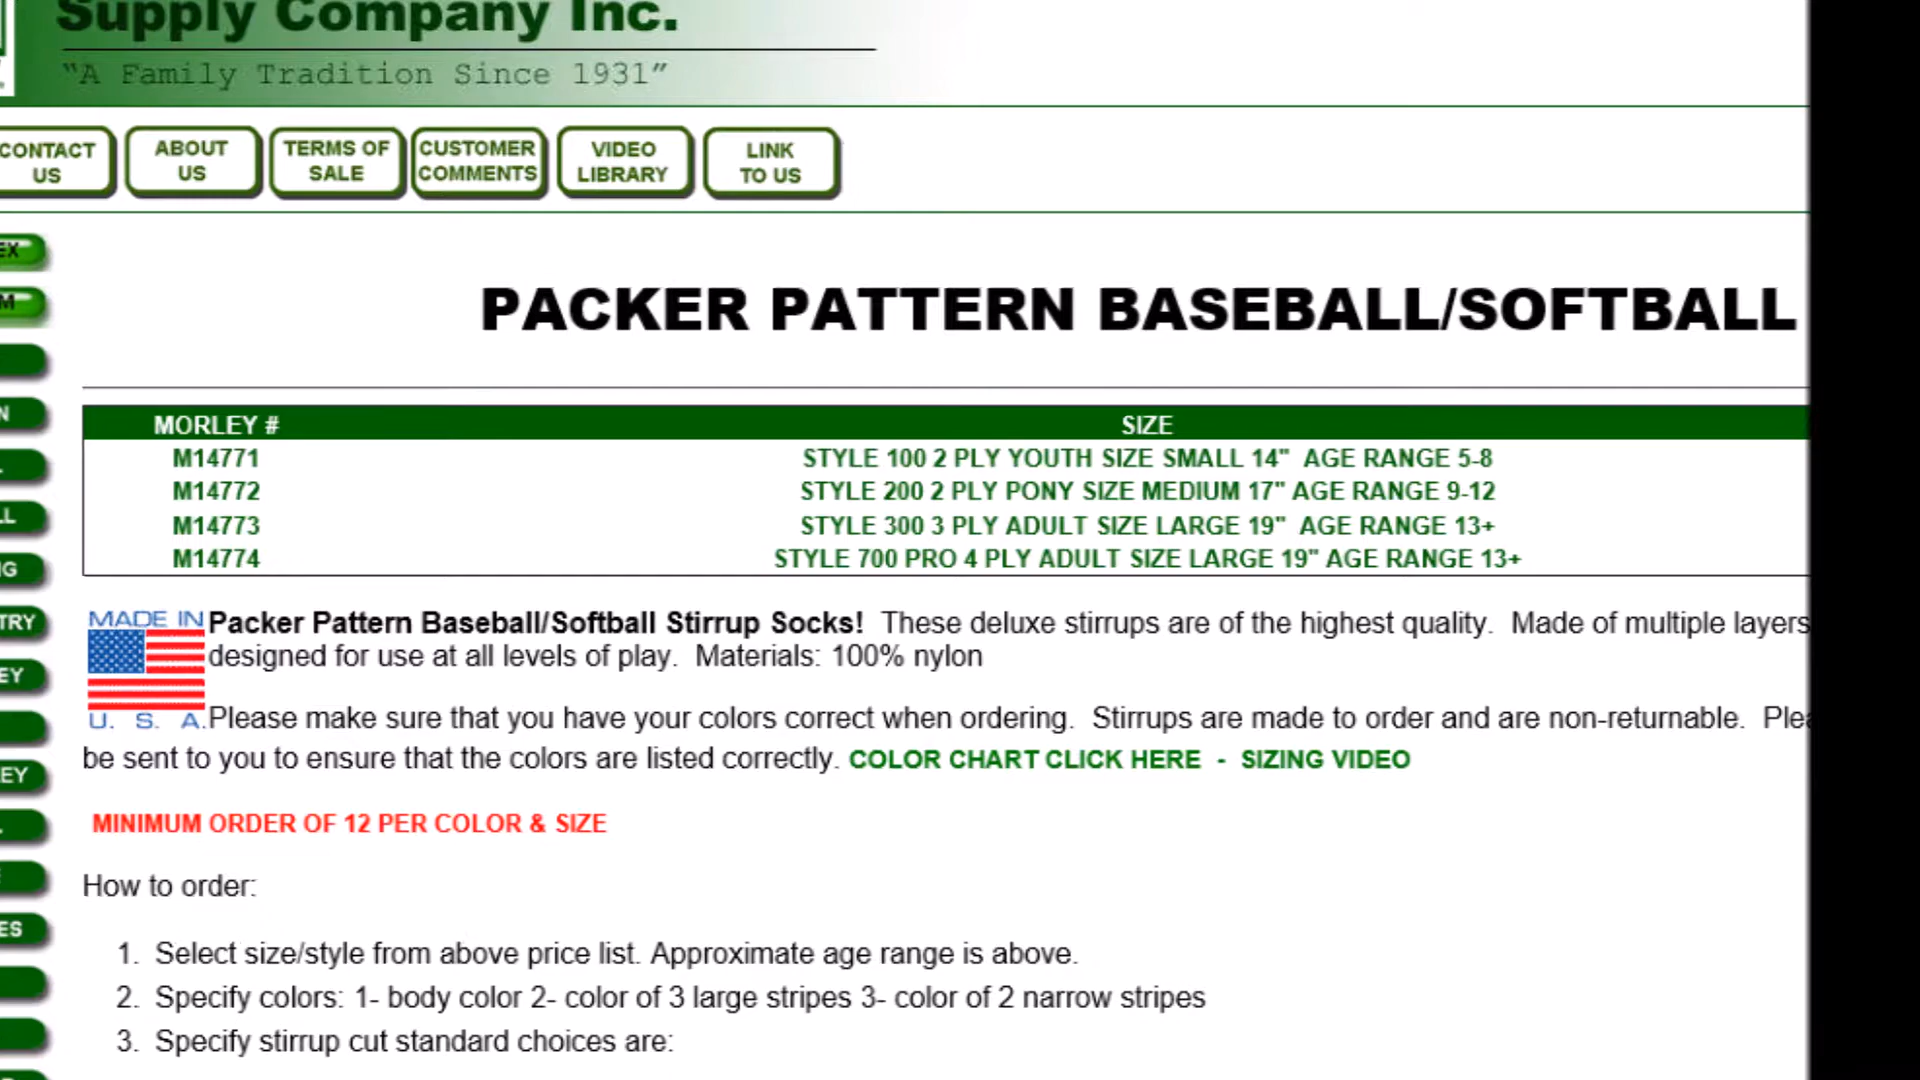 Supply Company Inc.
“A Family Tradition Since 1931”
CONTACT US
ABOUT US
TERMS OF SALE
CUSTOMER COMMENTS
VIDEO LIBRARY
LINK TO US
PACKER PATTERN BASEBALL/SOFTBALL
MORLEY # SIZE
M14771 STYLE 100 2 PLY YOUTH SIZE SMALL 14" AGE RANGE 5-8
M14772 STYLE 200 2 PLY PONY SIZE MEDIUM 17" AGE RANGE 9-12
M14773 STYLE 300 3 PLY ADULT SIZE LARGE 19" AGE RANGE 13+
M14774 STYLE 700 PRO 4 PLY ADULT SIZE LARGE 19" AGE RANGE 13+
MADE IN
U. S. A.
Packer Pattern Baseball/Softball Stirrup Socks! These deluxe stirrups are of the highest quality. Made of multiple layers
designed for use at all levels of play. Materials: 100% nylon
Please make sure that you have your colors correct when ordering. Stirrups are made to order and are non-returnable. Plea
be sent to you to ensure that the colors are listed correctly. COLOR CHART CLICK HERE - SIZING VIDEO
MINIMUM ORDER OF 12 PER COLOR & SIZE
How to order:
1. Select size/style from above price list. Approximate age range is above.
2. Specify colors: 1- body color 2- color of 3 large stripes 3- color of 2 narrow stripes
3. Specify stirrup cut standard choices are: